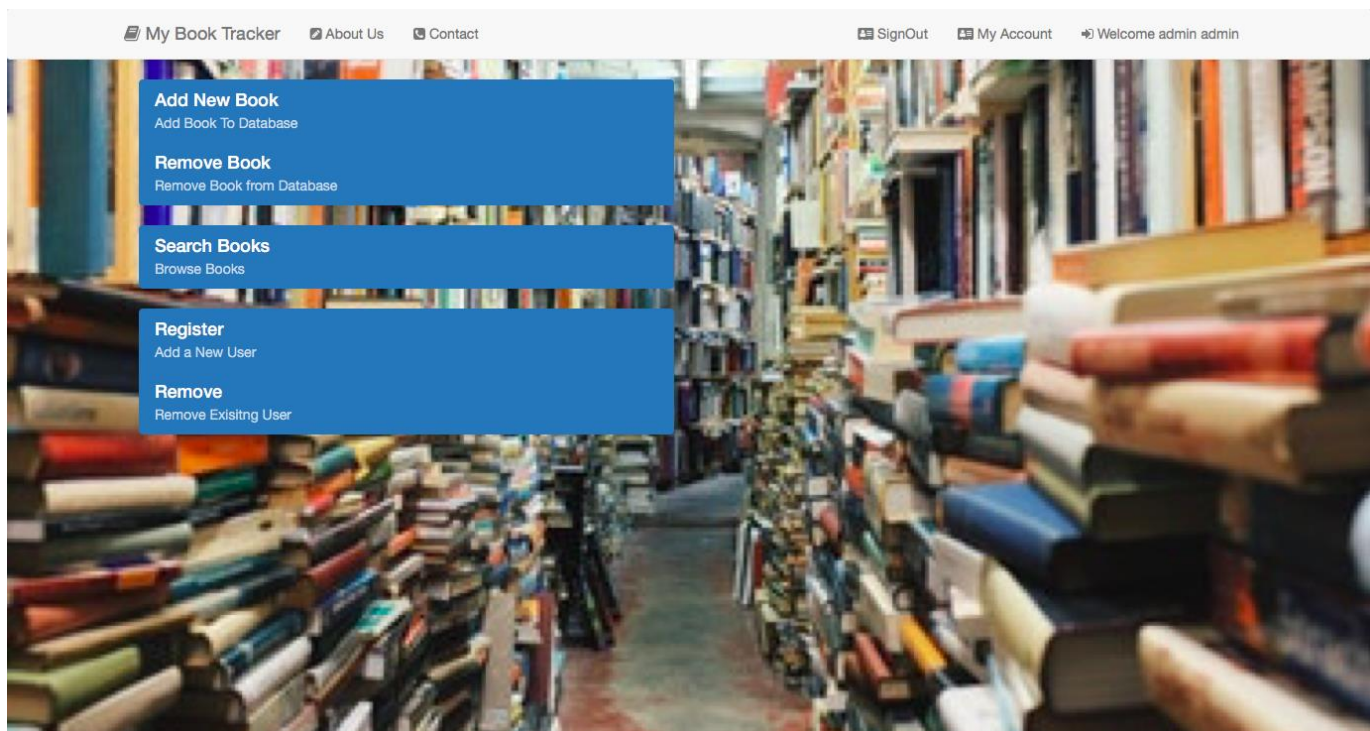 My Book Tracker About Us Contact SignOut My Account Welcome admin admin
Add New Book
Add Book To Database
Remove Book
Remove Book from Database
Search Books
Browse Books
Register
Add a New User
Remove
Remove Exisitng User